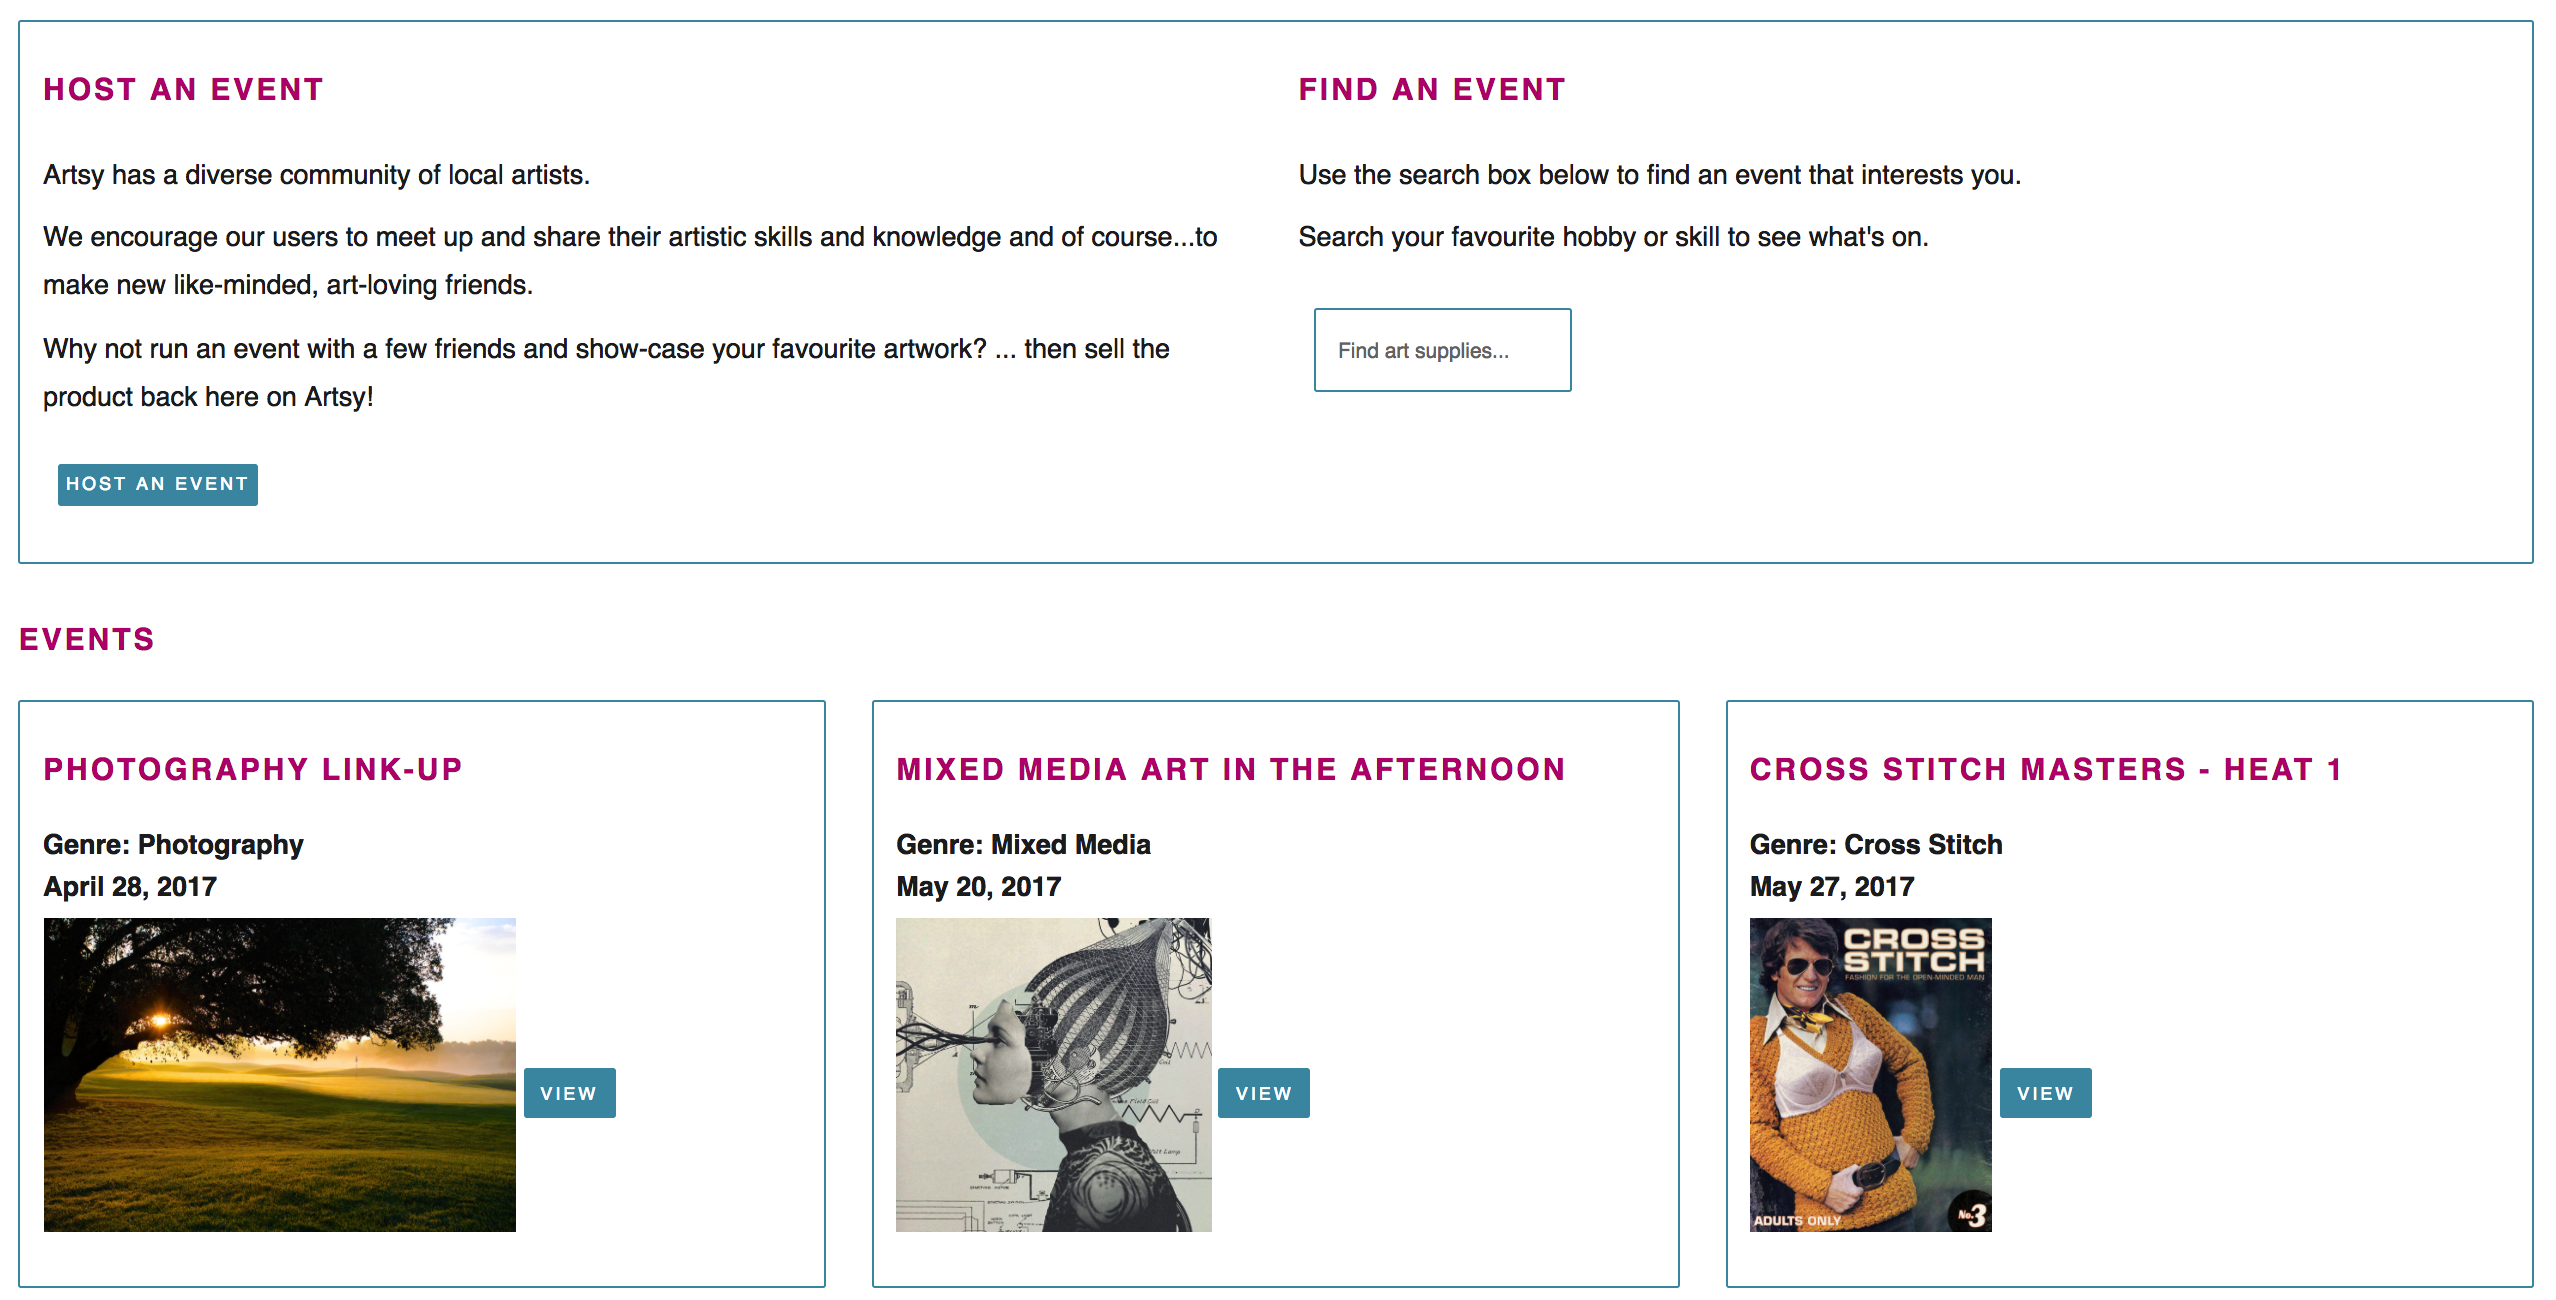 HOST AN EVENT
Artsy has a diverse community of local artists.
We encourage our users to meet up and share their artistic skills and knowledge and of course...to
make new like-minded, art-loving friends.
Why not run an event with a few friends and show-case your favourite artwork? ... then sell the
product back here on Artsy!
HOST AN EVENT
FIND AN EVENT
Use the search box below to find an event that interests you.
Search your favourite hobby or skill to see what's on.
Find art supplies...
EVENTS
PHOTOGRAPHY LINK-UP
Genre: Photography
April 28, 2017
VIEW
MIXED MEDIA ART IN THE AFTERNOON
Genre: Mixed Media
May 20, 2017
VIEW
CROSS STITCH MASTERS - HEAT 1
Genre: Cross Stitch
May 27, 2017
CROSS
STITCH
FASHION FOR THE OPEN-MINDED MAN
ADULTS ONLY
No.3
VIEW